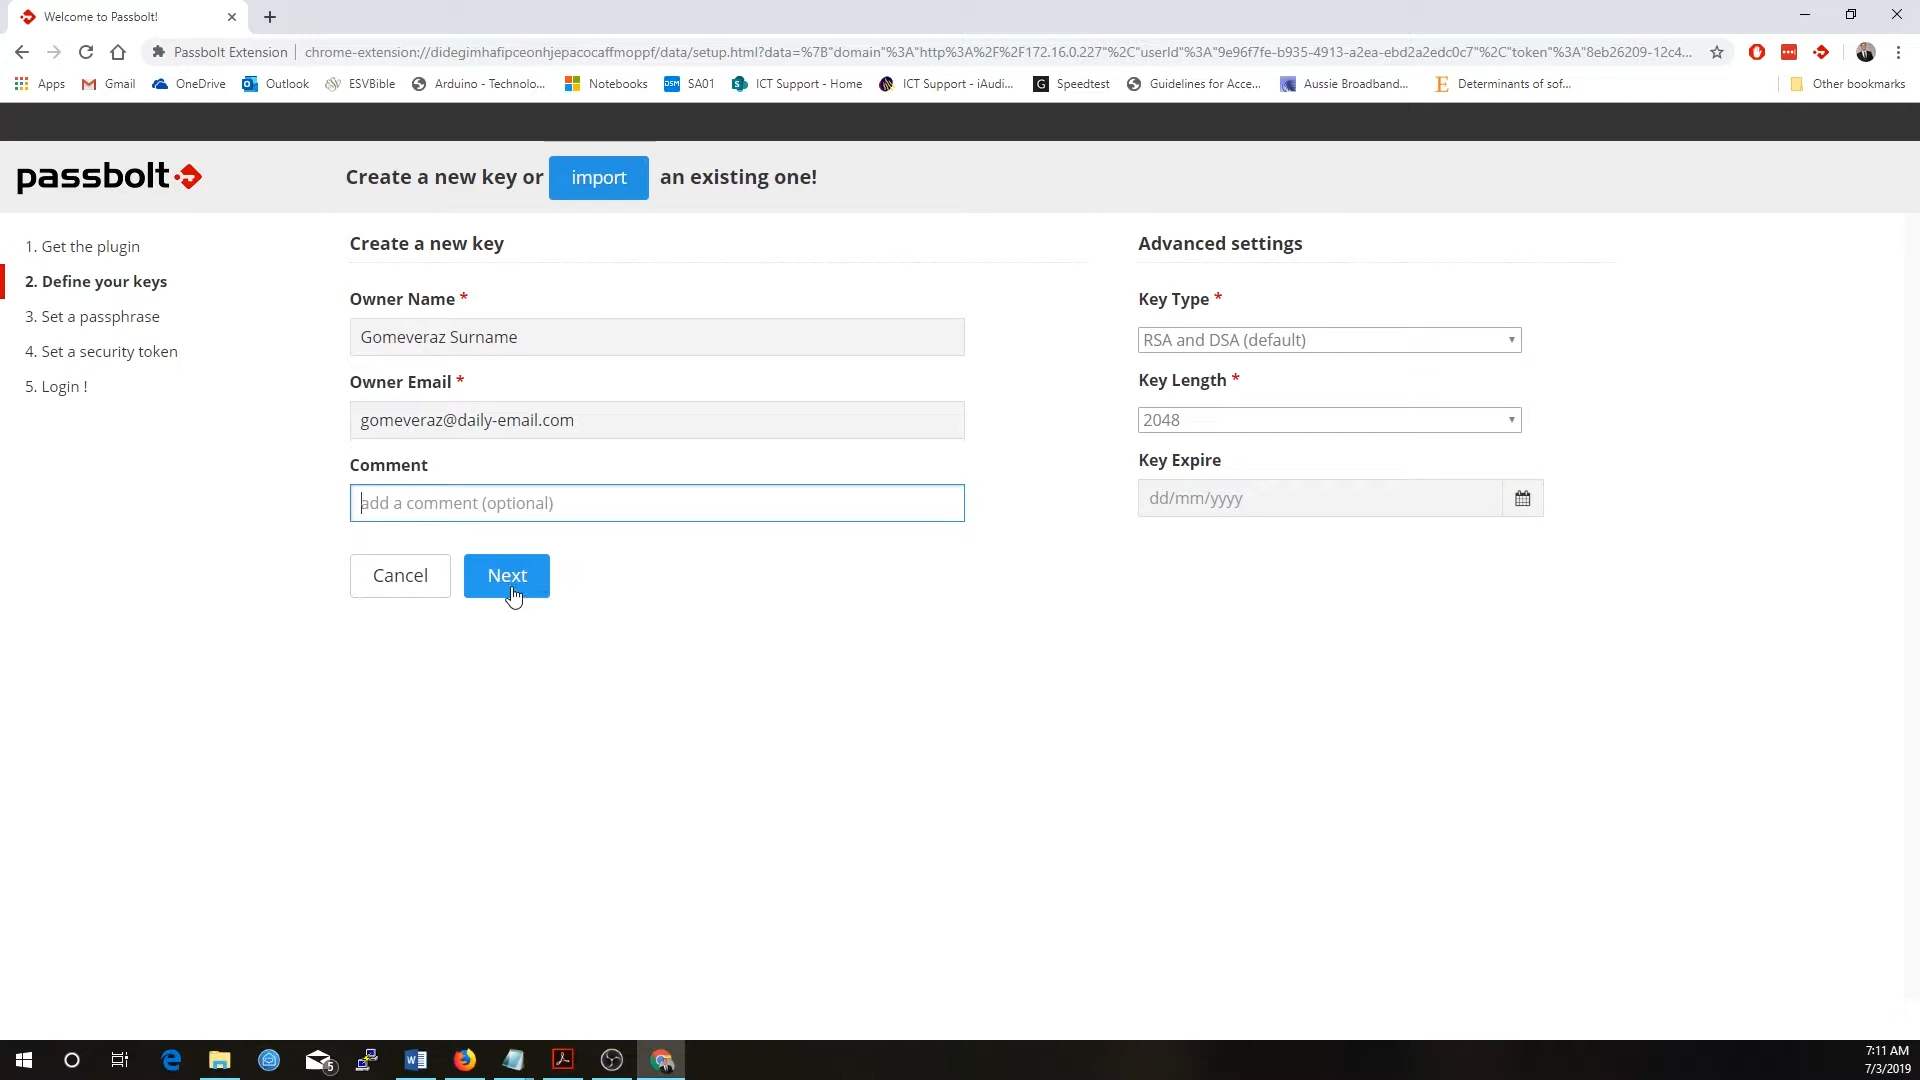 Welcome to Passbolt!
Passbolt Extension
chrome-extension://didegimhafipceonhjepacocaffmoppf/data/setup.html?data=%7B"domain"%3A"http%3A%2F%2F172.16.0.227"%2C"userId"%3A"9e96f7fe-b935-4913-a2ea-ebd2a2edc0c7"%2C"token"%3A"8eb26209-12c4...
Apps
Gmail
OneDrive
Outlook
ESVBible
Arduino - Technolo...
Notebooks
DSM
SA01
ICT Support - Home
ICT Support - iAudi...
G
Speedtest
Guidelines for Acce...
Aussie Broadband...
E
Determinants of sof...
Other bookmarks
passbolt
Create a new key or import an existing one!
1. Get the plugin
2. Define your keys
3. Set a passphrase
4. Set a security token
5. Login !
Create a new key
Owner Name *
Gomeveraz Surname
Owner Email *
gomeveraz@daily-email.com
Comment
add a comment (optional)
Cancel
Next
Advanced settings
Key Type *
RSA and DSA (default)
Key Length *
2048
Key Expire
dd/mm/yyyy
5
7:11 AM
7/3/2019